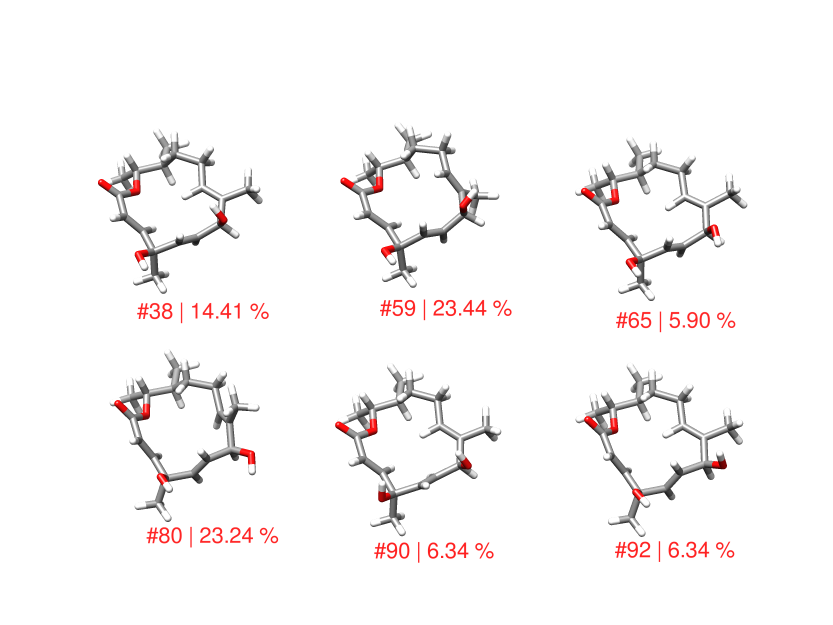 #38 | 14.41 %
#59 | 23.44 %
#65 | 5.90 %
#80 | 23.24 %
#90 | 6.34 %
#92 | 6.34 %